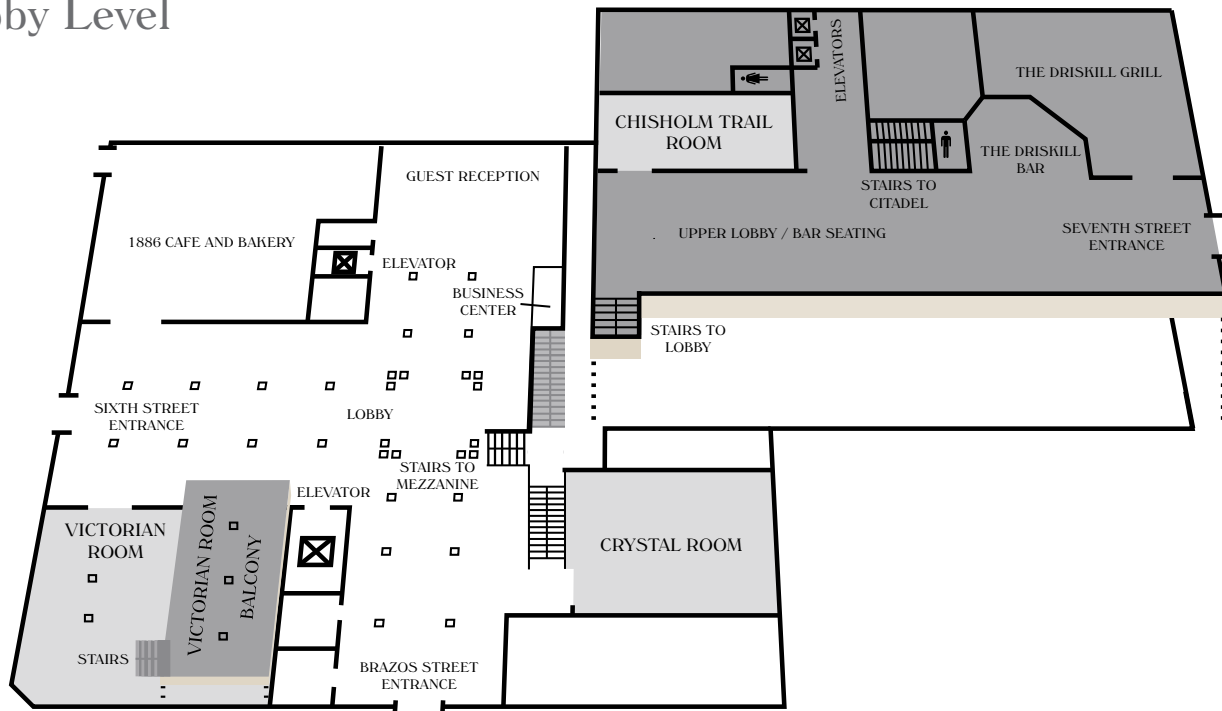 by Level
THE DRISKILL GRILL
ELEVATORS
CHISHOLM TRAIL
ROOM
THE DRISKILL
BAR
GUEST RECEPTION
STAIRS TO
CITADEL
1886 CAFE AND BAKERY
UPPER LOBBY / BAR SEATING
SEVENTH STREET
ENTRANCE
ELEVATOR
BUSINESS
CENTER
STAIRS TO
LOBBY
SIXTH STREET
ENTRANCE
LOBBY
STAIRS TO
MEZZANINE
ELEVATOR
VICTORIAN
ROOM
VICTORIAN ROOM
BALCONY
CRYSTAL ROOM
STAIRS
BRAZOS STREET
ENTRANCE